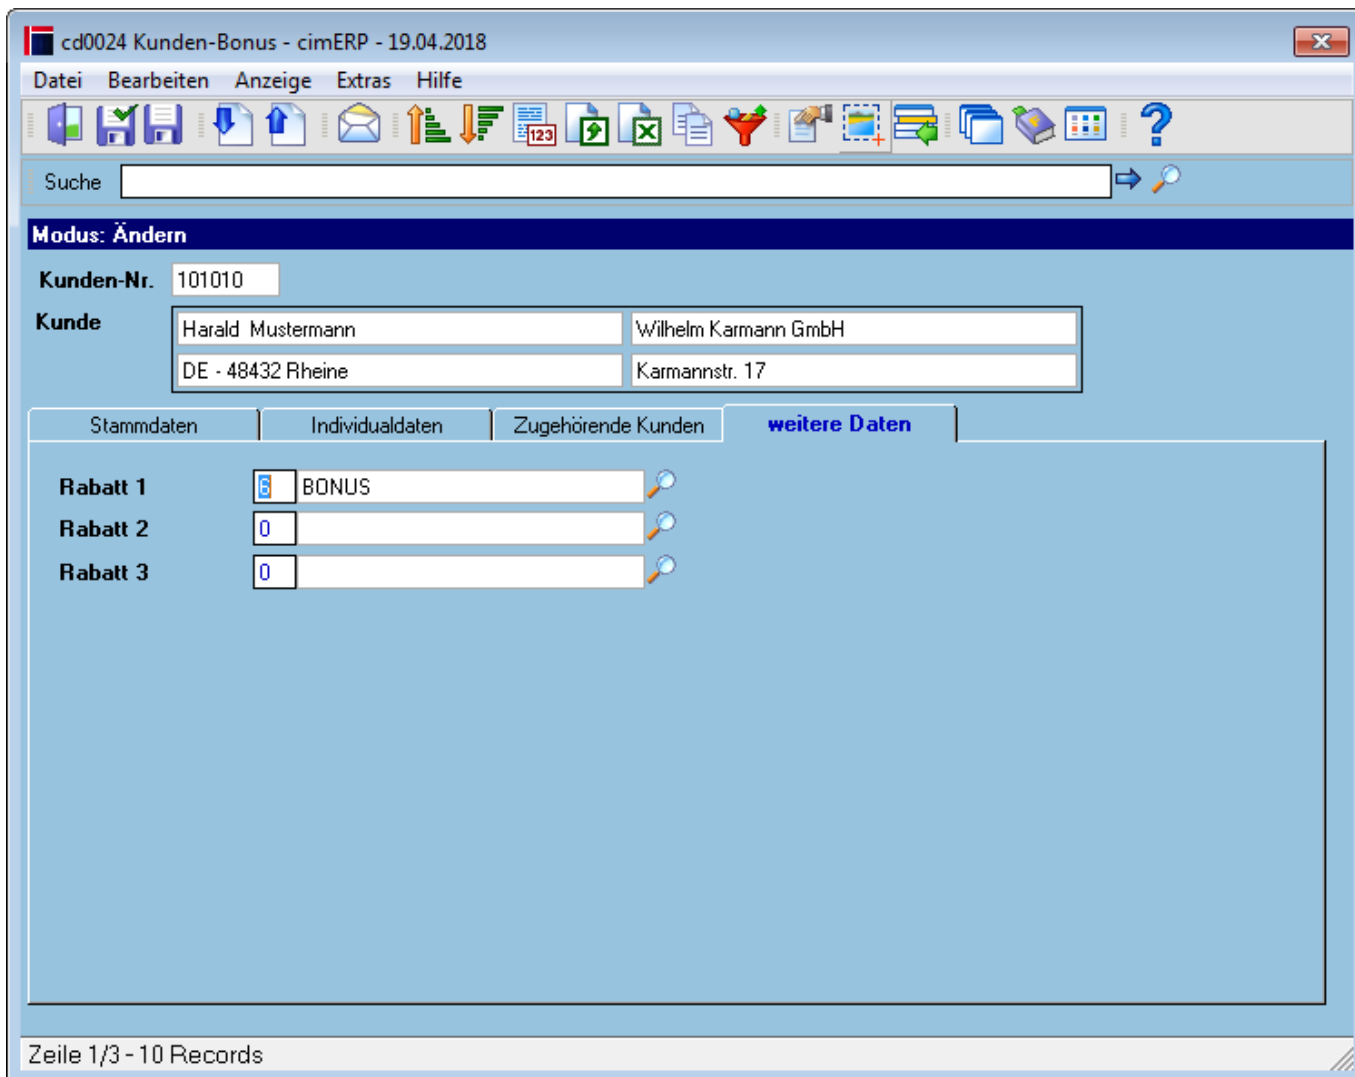 cd0024 Kunden-Bonus - cimERP - 19.04.2018
Datei Bearbeiten Anzeige Extras Hilfe
123
Suche
Modus: Ändern
Kunden-Nr. 101010
Kunde Harald Mustermann Wilhelm Karmann GmbH
DE - 48432 Rheine Karmannstr. 17
Stammdaten Individualdaten Zugehörende Kunden weitere Daten
Rabatt 1 6 BONUS
Rabatt 2 0
Rabatt 3 0
Zeile 1/3 - 10 Records